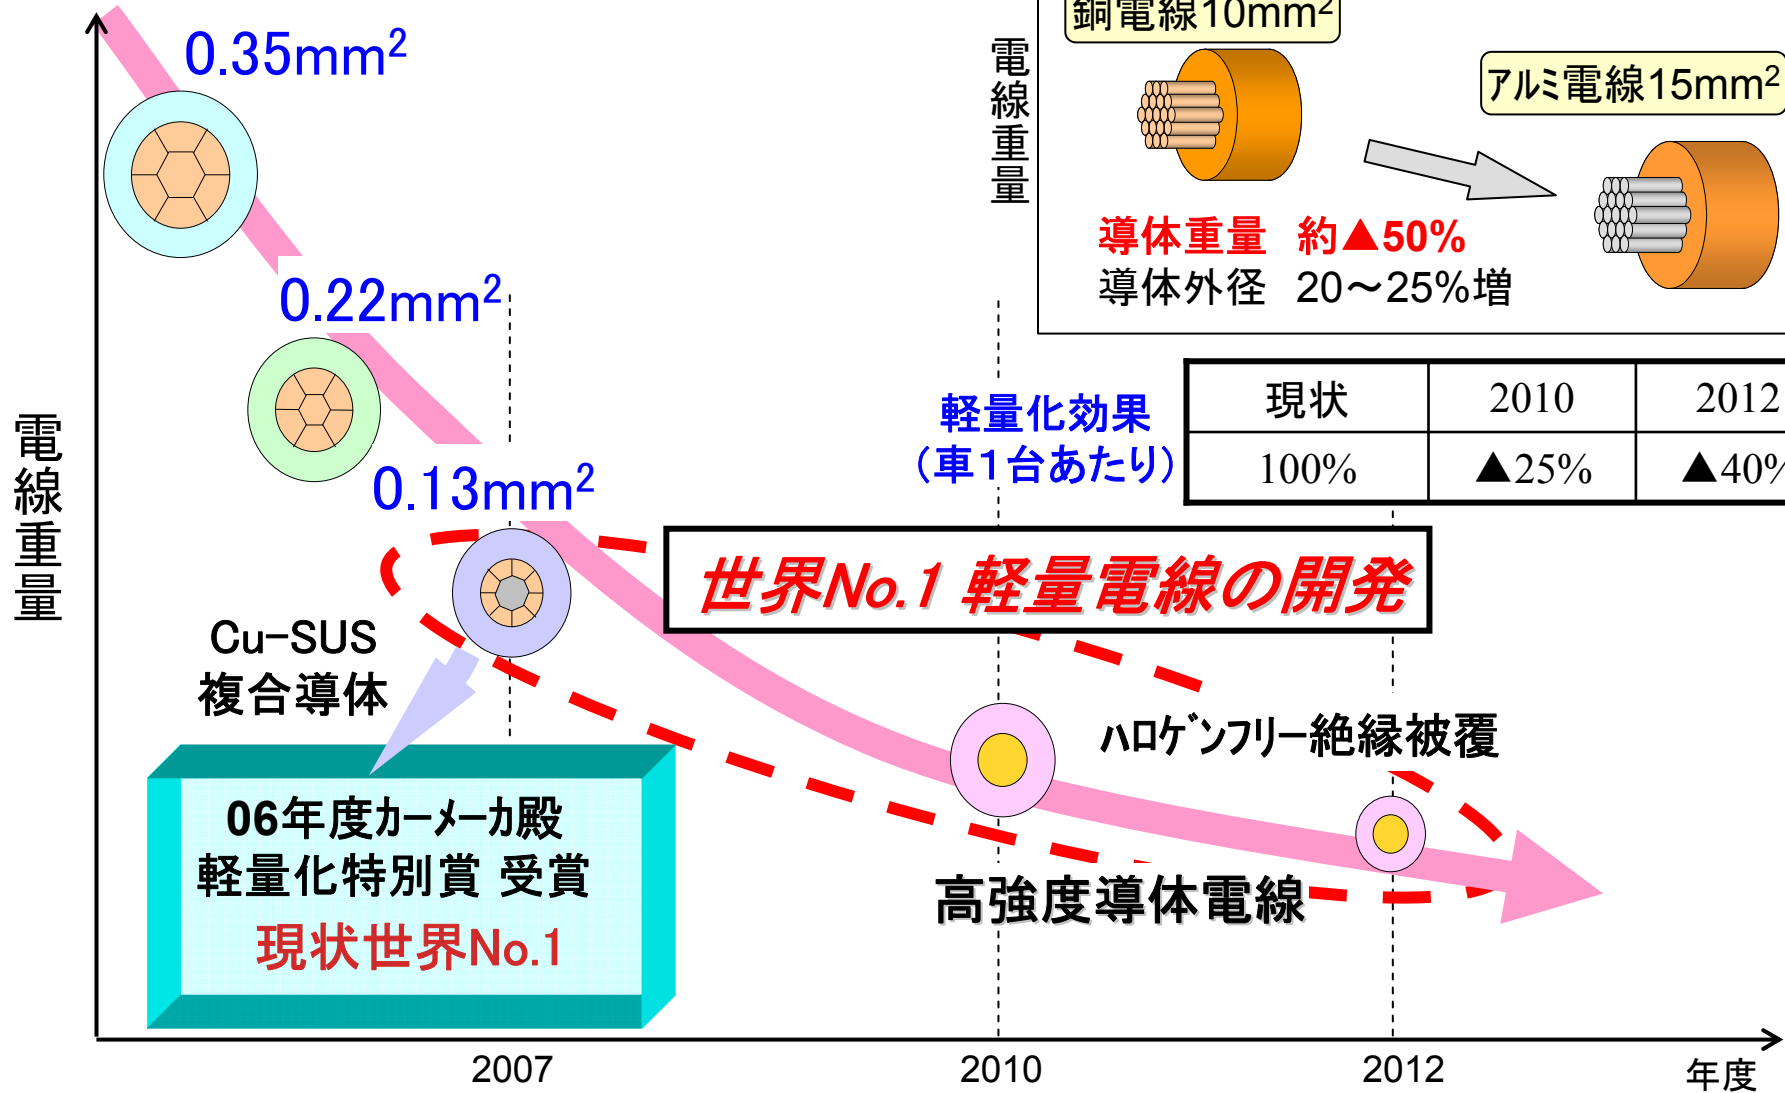 0.35mm²
0.22mm²
0.13mm²
電線重量
銅電線10mm²
アルミ電線15mm²
電線重量
導体重量 約▲50%
導体外径 20～25%増
軽量化効果
(車1台あたり)
現状 2010 2012
100% ▲25% ▲40%
世界No.1 軽量電線の開発
Cu-SUS
複合導体
ハロゲンフリー絶縁被覆
06年度カーメーカ殿
軽量化特別賞 受賞
現状世界No.1
高強度導体電線
2007 2010 2012 年度